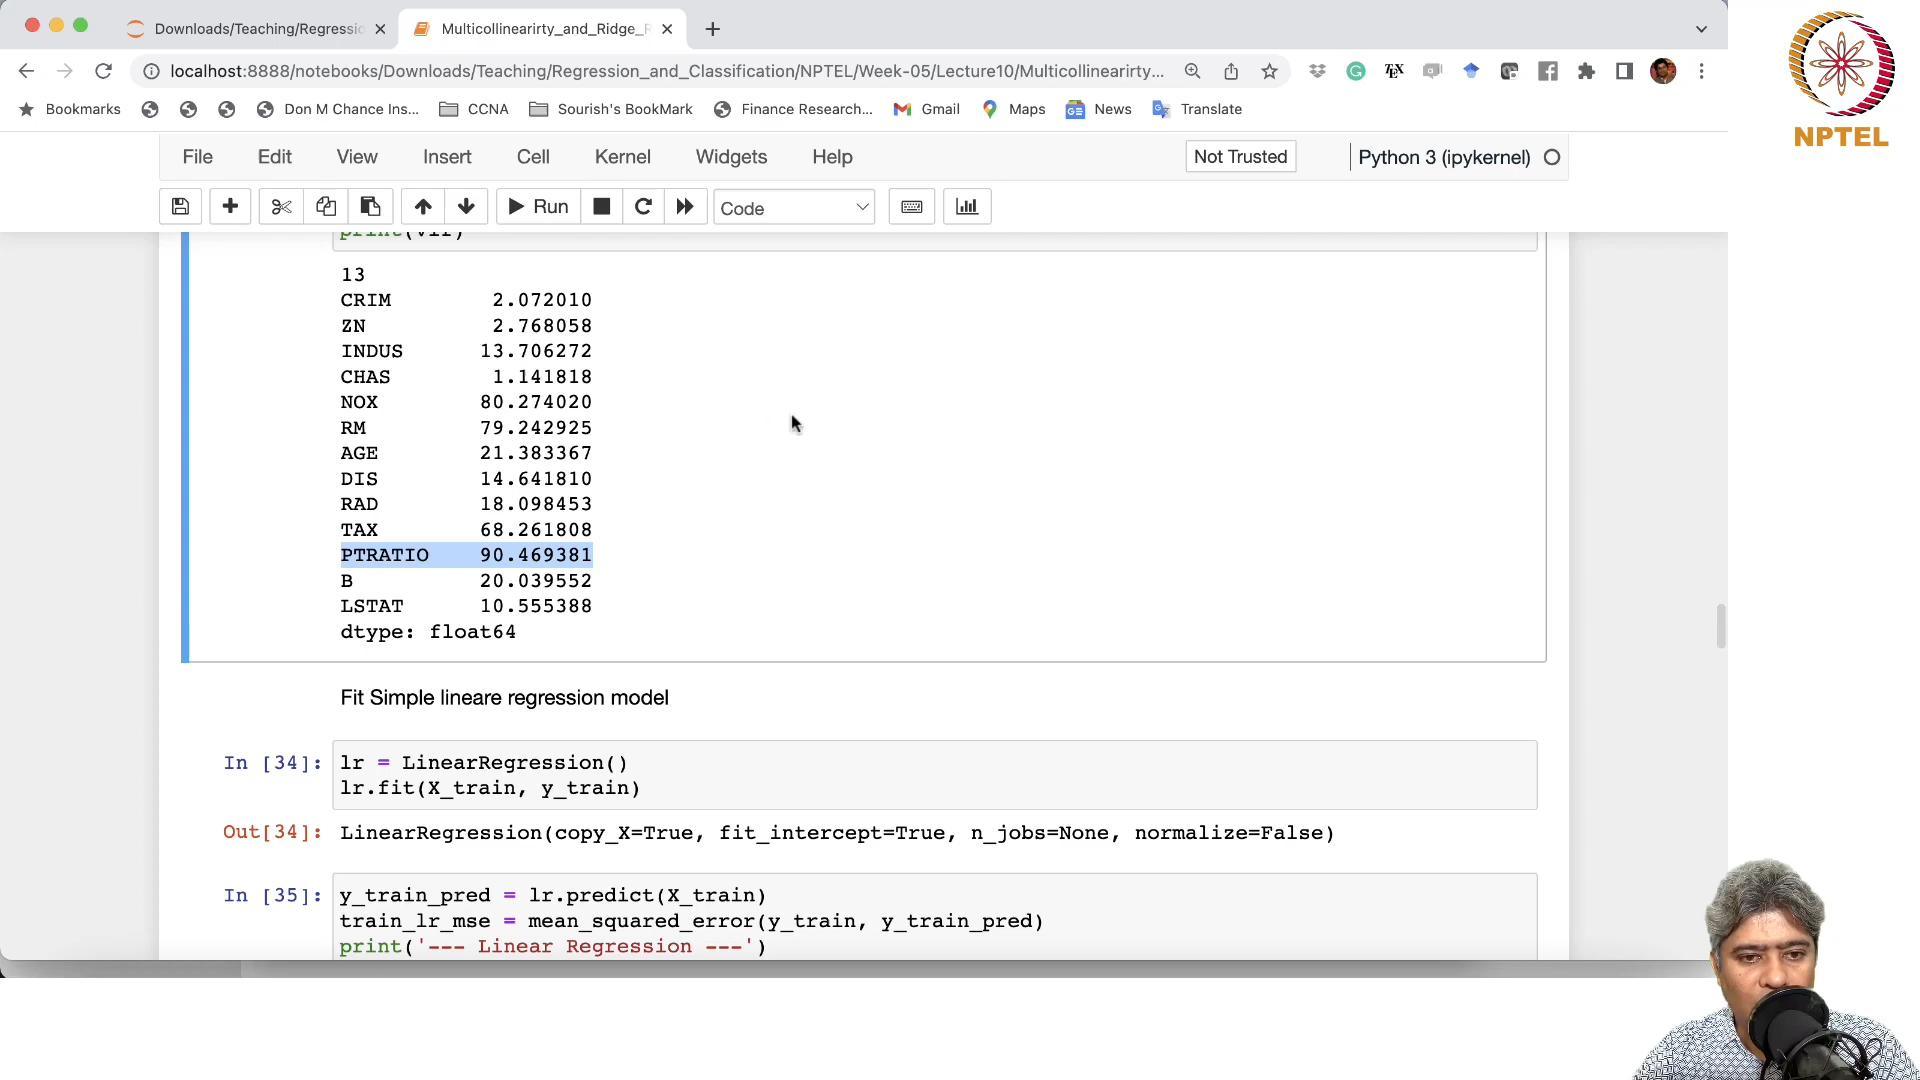 Downloads/Teaching/Regressi
Multicollinearirty_and_Ridge_R
localhost:8888/notebooks/Downloads/Teaching/Regression_and_Classification/NPTEL/Week-05/Lecture10/Multicollinearirty...
Bookmarks
Don M Chance Ins...
CCNA
Sourish's BookMark
Finance Research...
Gmail
Maps
News
Translate
NPTEL
File
Edit
View
Insert
Cell
Kernel
Widgets
Help
Not Trusted
Python 3 (ipykernel)
Run
Code
print(vif)
13
CRIM 2.072010
ZN 2.768058
INDUS 13.706272
CHAS 1.141818
NOX 80.274020
RM 79.242925
AGE 21.383367
DIS 14.641810
RAD 18.098453
TAX 68.261808
PTRATIO 90.469381
B 20.039552
LSTAT 10.555388
dtype: float64
Fit Simple lineare regression model
In [34]: lr = LinearRegression()
lr.fit(X_train, y_train)
Out[34]: LinearRegression(copy_X=True, fit_intercept=True, n_jobs=None, normalize=False)
In [35]: y_train_pred = lr.predict(X_train)
train_lr_mse = mean_squared_error(y_train, y_train_pred)
print('--- Linear Regression ---')